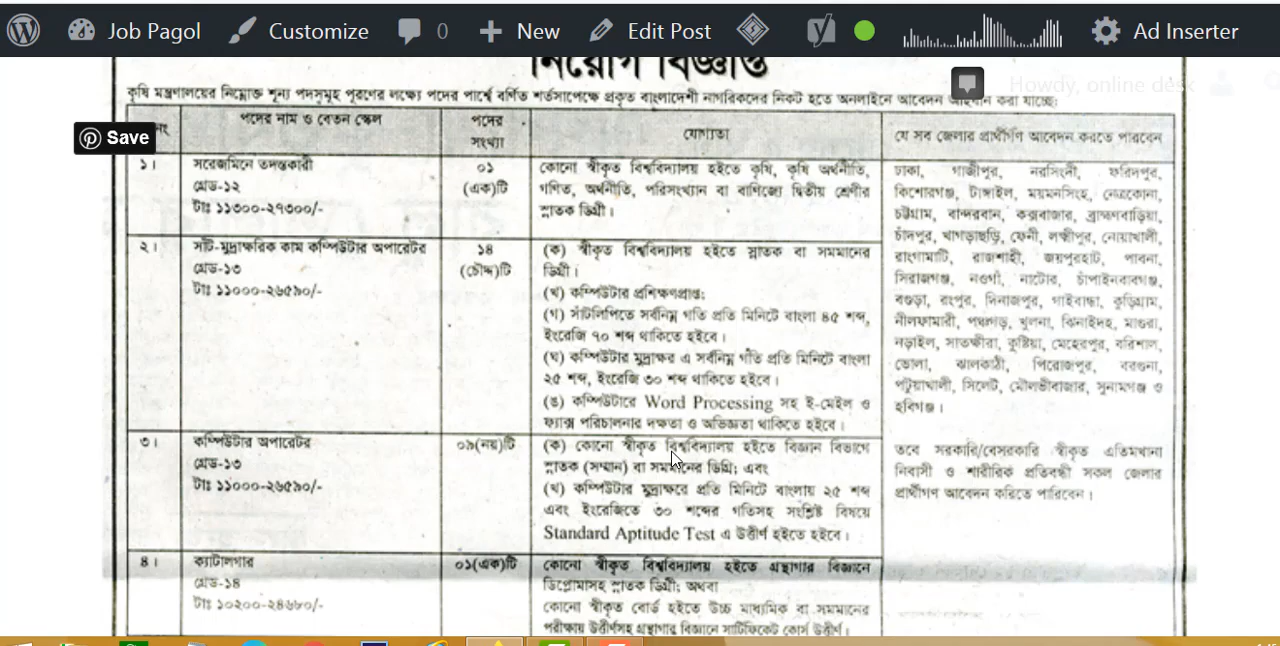 Job Pagol
Customize
0
New
Edit Post
Ad Inserter
নিয়োগ বিজ্ঞপ্তি
Howdy, online desk
কৃষি মন্ত্রণালয়ের নিম্নোক্ত শূন্য পদসমূহ পূরণের লক্ষ্যে পদের পার্শ্বে বর্ণিত শর্তসাপেক্ষে প্রকৃত বাংলাদেশী নাগরিকদের নিকট হতে অনলাইনে আবেদন আহবান করা যাচ্ছে:
Save
নং
পদের নাম ও বেতন স্কেল
পদের
সংখ্যা
যোগ্যতা
যে সব জেলার প্রার্থীগণ আবেদন করতে পারবেন
১।
সরেজমিনে তদন্তকারী
গ্রেড-১২
টাঃ ১১৩০০-২৭৩০০/-
০১
(এক)টি
কোনো স্বীকৃত বিশ্ববিদ্যালয় হইতে কৃষি, কৃষি অর্থনীতি,
গণিত, অর্থনীতি, পরিসংখ্যান বা বাণিজ্যে দ্বিতীয় শ্রেণীর
স্নাতক ডিগ্রী।
২।
সাঁট-মুদ্রাক্ষরিক কাম কম্পিউটার অপারেটর
গ্রেড-১৩
টাঃ ১১০০০-২৬৫৯০/-
১৪
(চৌদ্দ)টি
(ক) স্বীকৃত বিশ্ববিদ্যালয় হইতে স্নাতক বা সমমানের
ডিগ্রী।
(খ) কম্পিউটার প্রশিক্ষণপ্রাপ্ত;
(গ) সাঁটলিপিতে সর্বনিম্ন গতি প্রতি মিনিটে বাংলা ৪৫ শব্দ,
ইংরেজি ৭০ শব্দ থাকিতে হইবে।
(ঘ) কম্পিউটার মুদ্রাক্ষর এ সর্বনিম্ন গতি প্রতি মিনিটে বাংলা
২৫ শব্দ, ইংরেজি ৩০ শব্দ থাকিতে হইবে।
(ঙ) কম্পিউটারে Word Processing সহ ই-মেইল ও
ফ্যাক্স পরিচালনার দক্ষতা ও অভিজ্ঞতা থাকিতে হইবে।
৩।
কম্পিউটার অপারেটর
গ্রেড-১৩
টাঃ ১১০০০-২৬৫৯০/-
০৯(নয়)টি
(ক) কোনো স্বীকৃত বিশ্ববিদ্যালয় হইতে বিজ্ঞান বিভাগে
স্নাতক (সম্মান) বা সমমানের ডিগ্রি; এবং
(খ) কম্পিউটার মুদ্রাক্ষরে প্রতি মিনিটে বাংলায় ২৫ শব্দ
এবং ইংরেজিতে ৩০ শব্দের গতিসহ সংশ্লিষ্ট বিষয়ে
Standard Aptitude Test এ উত্তীর্ণ হইতে হইবে।
৪।
ক্যাটালগার
গ্রেড-১৪
টাঃ ১০২০০-২৪৬৮০/-
০১(এক)টি
কোনো স্বীকৃত বিশ্ববিদ্যালয় হইতে গ্রন্থাগার বিজ্ঞানে
ডিপ্লোমাসহ স্নাতক ডিগ্রী; অথবা
কোনো স্বীকৃত বোর্ড হইতে উচ্চ মাধ্যমিক বা সমমানের
পরীক্ষায় উত্তীর্ণসহ গ্রন্থাগার বিজ্ঞানে সার্টিফিকেট কোর্স উত্তীর্ণ।
ঢাকা, গাজীপুর, নরসিংদী, ফরিদপুর,
কিশোরগঞ্জ, টাঙ্গাইল, ময়মনসিংহ, নেত্রকোনা,
চট্টগ্রাম, বান্দরবান, কক্সবাজার, ব্রাহ্মণবাড়িয়া,
চাঁদপুর, খাগড়াছড়ি, ফেনী, লক্ষীপুর, নোয়াখালী,
রাংগামাটি, রাজশাহী, জয়পুরহাট, পাবনা,
সিরাজগঞ্জ, নওগাঁ, নাটোর, চাঁপাইনবাবগঞ্জ,
বগুড়া, রংপুর, দিনাজপুর, গাইবান্ধা, কুড়িগ্রাম,
নীলফামারী, পঞ্চগড়, খুলনা, ঝিনাইদহ, মাগুরা,
নড়াইল, সাতক্ষীরা, কুষ্টিয়া, মেহেরপুর, বরিশাল,
ভোলা, ঝালকাঠী, পিরোজপুর, বরগুনা,
পটুয়াখালী, সিলেট, মৌলভীবাজার, সুনামগঞ্জ ও
হবিগঞ্জ।
তবে সরকারি/বেসরকারি স্বীকৃত এতিমখানা
নিবাসী ও শারীরিক প্রতিবন্ধী সকল জেলার
প্রার্থীগণ আবেদন করিতে পারিবেন।